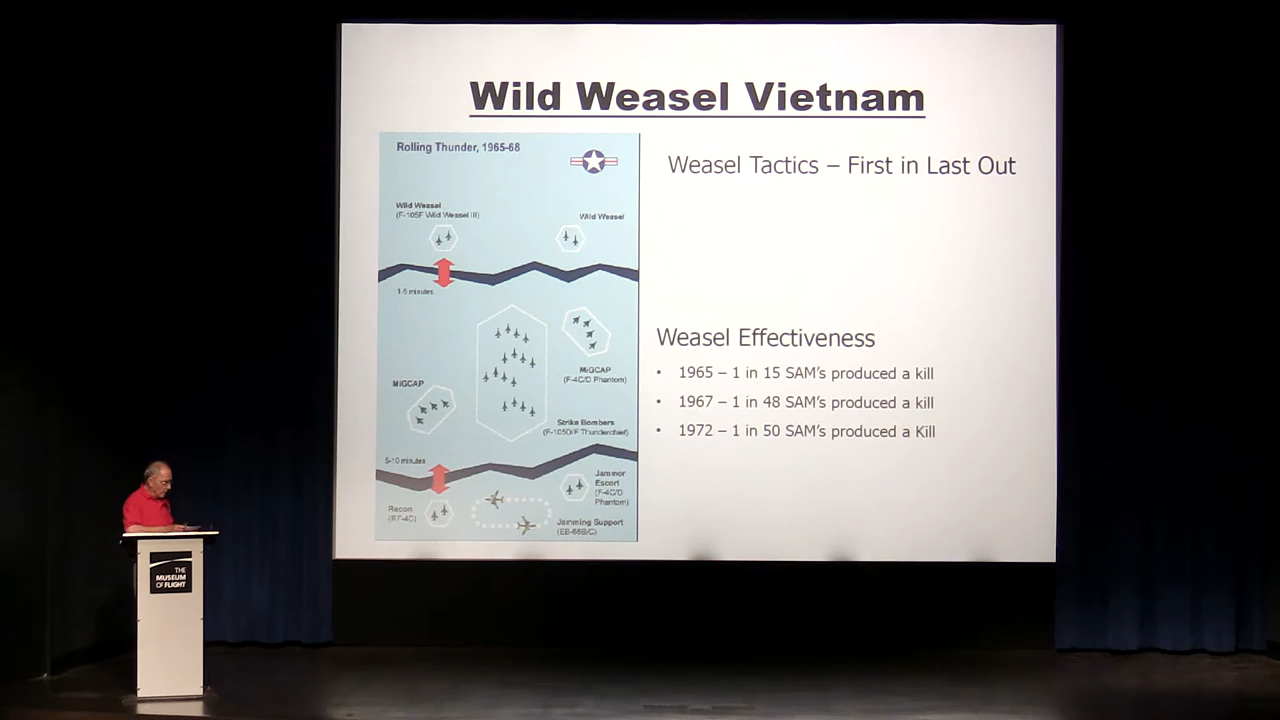 Wild Weasel Vietnam
Rolling Thunder, 1965-68
Wild Weasel
(F-105F Wild Weasel III)
Wild Weasel
1-5 minutes
MiGCAP
(F-4C/D Phantom)
MiGCAP
Strike Bombers
(F-105D/F Thunderchief)
5-10 minutes
Jammer
Escort
(F-4C/D
Phantom)
Recon
(RF-4C)
Jamming Support
(EB-66B/C)
Weasel Tactics – First in Last Out
Weasel Effectiveness
• 1965 – 1 in 15 SAM's produced a kill
• 1967 – 1 in 48 SAM's produced a kill
• 1972 – 1 in 50 SAM's produced a Kill
THE
MUSEUM
OF FLIGHT